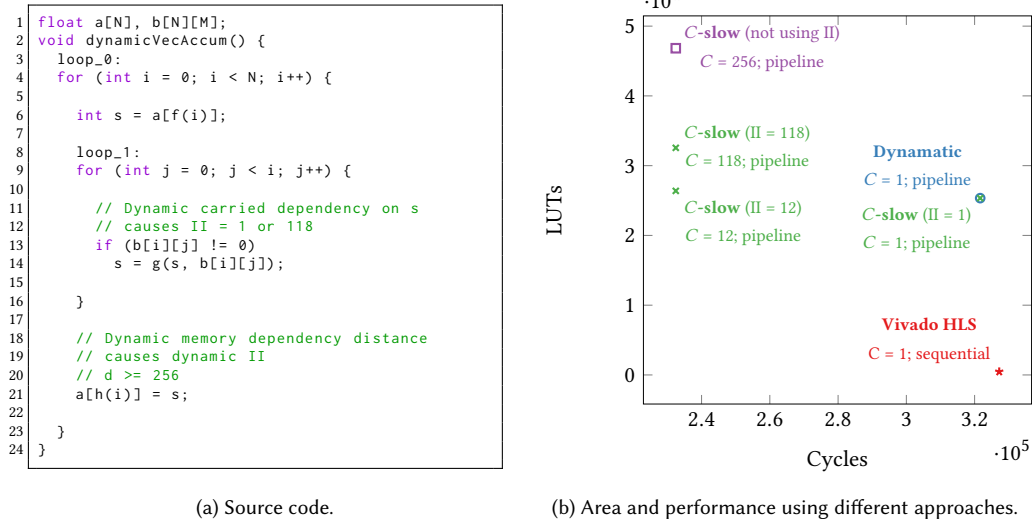 1 float a[N], b[N][M];
2 void dynamicVecAccum() {
3 loop_0:
4 for (int i = 0; i < N; i++) {
5
6 int s = a[f(i)];
7
8 loop_1:
9 for (int j = 0; j < i; j++) {
10
11 // Dynamic carried dependency on s
12 // causes II = 1 or 118
13 if (b[i][j] != 0)
14 s = g(s, b[i][j]);
15
16 }
17
18 // Dynamic memory dependency distance
19 // causes dynamic II
20 // d >= 256
21 a[h(i)] = s;
22
23 }
24 }
(a) Source code.
5
4
3
2
1
0
LUTs
C-slow (not using II)
C = 256; pipeline
C-slow (II = 118)
C = 118; pipeline
C-slow (II = 12)
C = 12; pipeline
Dynamatic
C = 1; pipeline
C-slow (II = 1)
C = 1; pipeline
Vivado HLS
C = 1; sequential
2.4 2.6 2.8 3 3.2
·10⁵
Cycles
(b) Area and performance using different approaches.